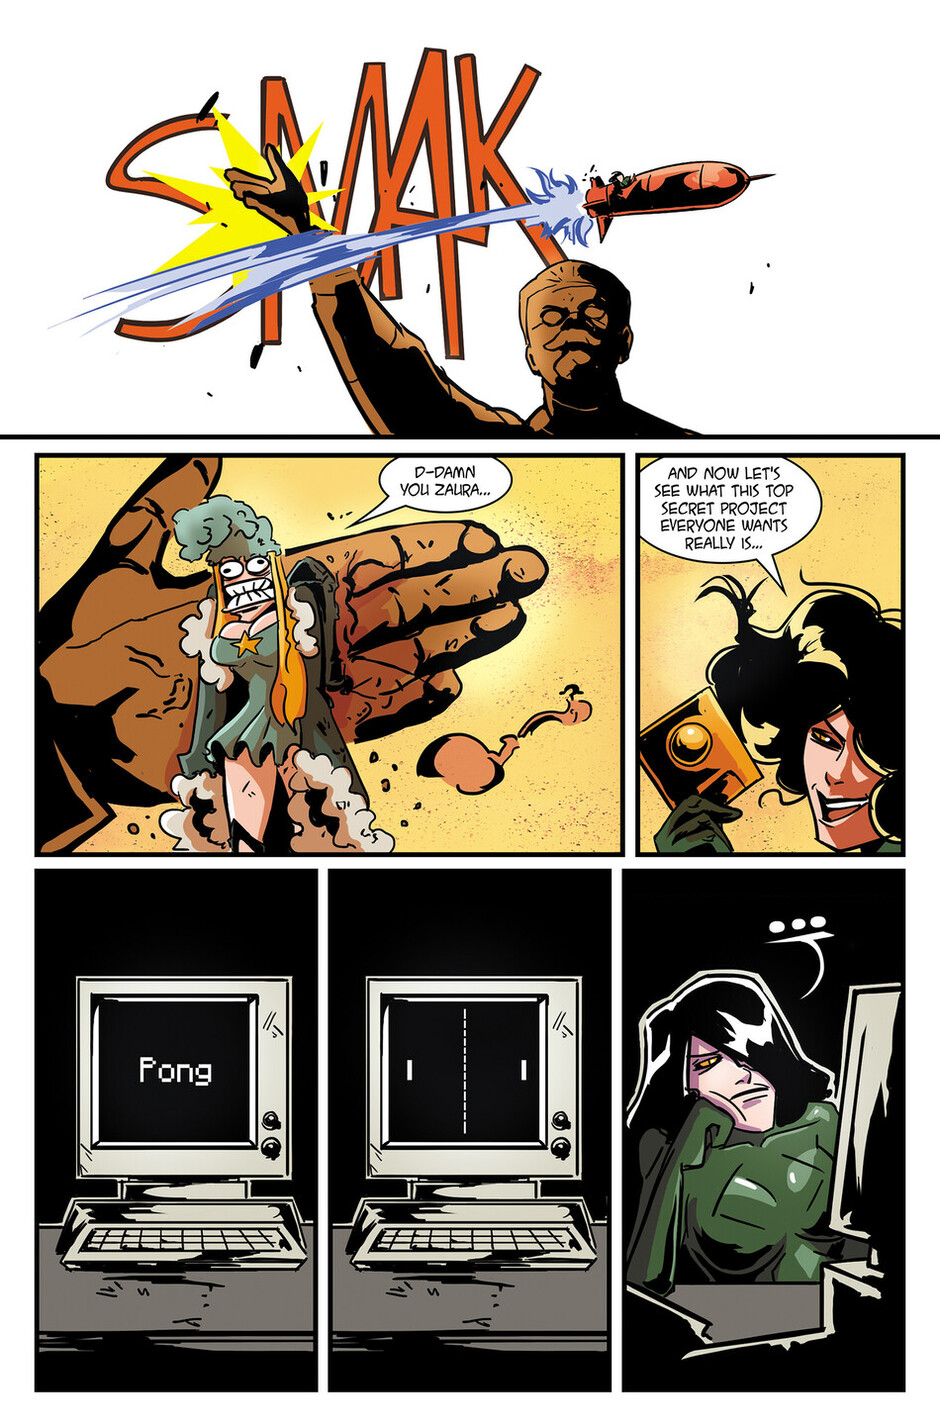 SMAK
D-DAMN
YOU ZAURA...
AND NOW LET'S
SEE WHAT THIS TOP
SECRET PROJECT
EVERYONE WANTS
REALLY IS...
Pong
...